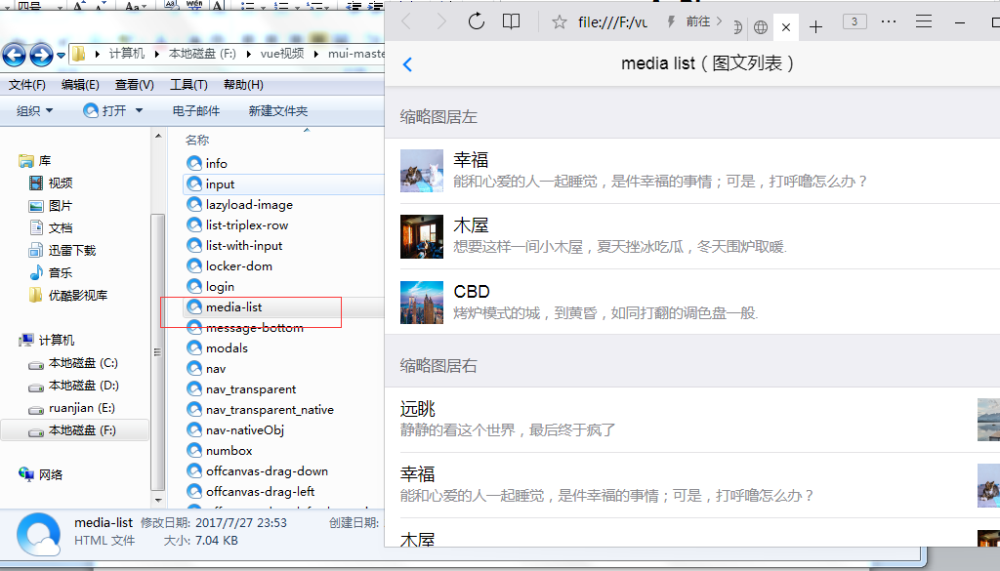 四号
Aa
wén
A
计算机
本地磁盘 (F:)
vue视频
mui-maste
文件(F)
编辑(E)
查看(V)
工具(T)
帮助(H)
组织
打开
电子邮件
新建文件夹
库
视频
图片
文档
迅雷下载
音乐
优酷影视库
计算机
本地磁盘 (C:)
本地磁盘 (D:)
ruanjian (E:)
本地磁盘 (F:)
网络
名称
info
input
lazyload-image
list-triplex-row
list-with-input
locker-dom
login
media-list
message-bottom
modals
nav
nav_transparent
nav_transparent_native
nav-nativeObj
numbox
offcanvas-drag-down
offcanvas-drag-left
media-list
修改日期: 2017/7/27 23:53
创建日期:
HTML 文件
大小: 7.04 KB
file:///F:/vu
前往
3
media list（图文列表）
缩略图居左
幸福
能和心爱的人一起睡觉，是件幸福的事情；可是，打呼噜怎么办？
木屋
想要这样一间小木屋，夏天挫冰吃瓜，冬天围炉取暖.
CBD
烤炉模式的城，到黄昏，如同打翻的调色盘一般.
缩略图居右
远眺
静静的看这个世界，最后终于疯了
幸福
能和心爱的人一起睡觉，是件幸福的事情；可是，打呼噜怎么办？
木屋